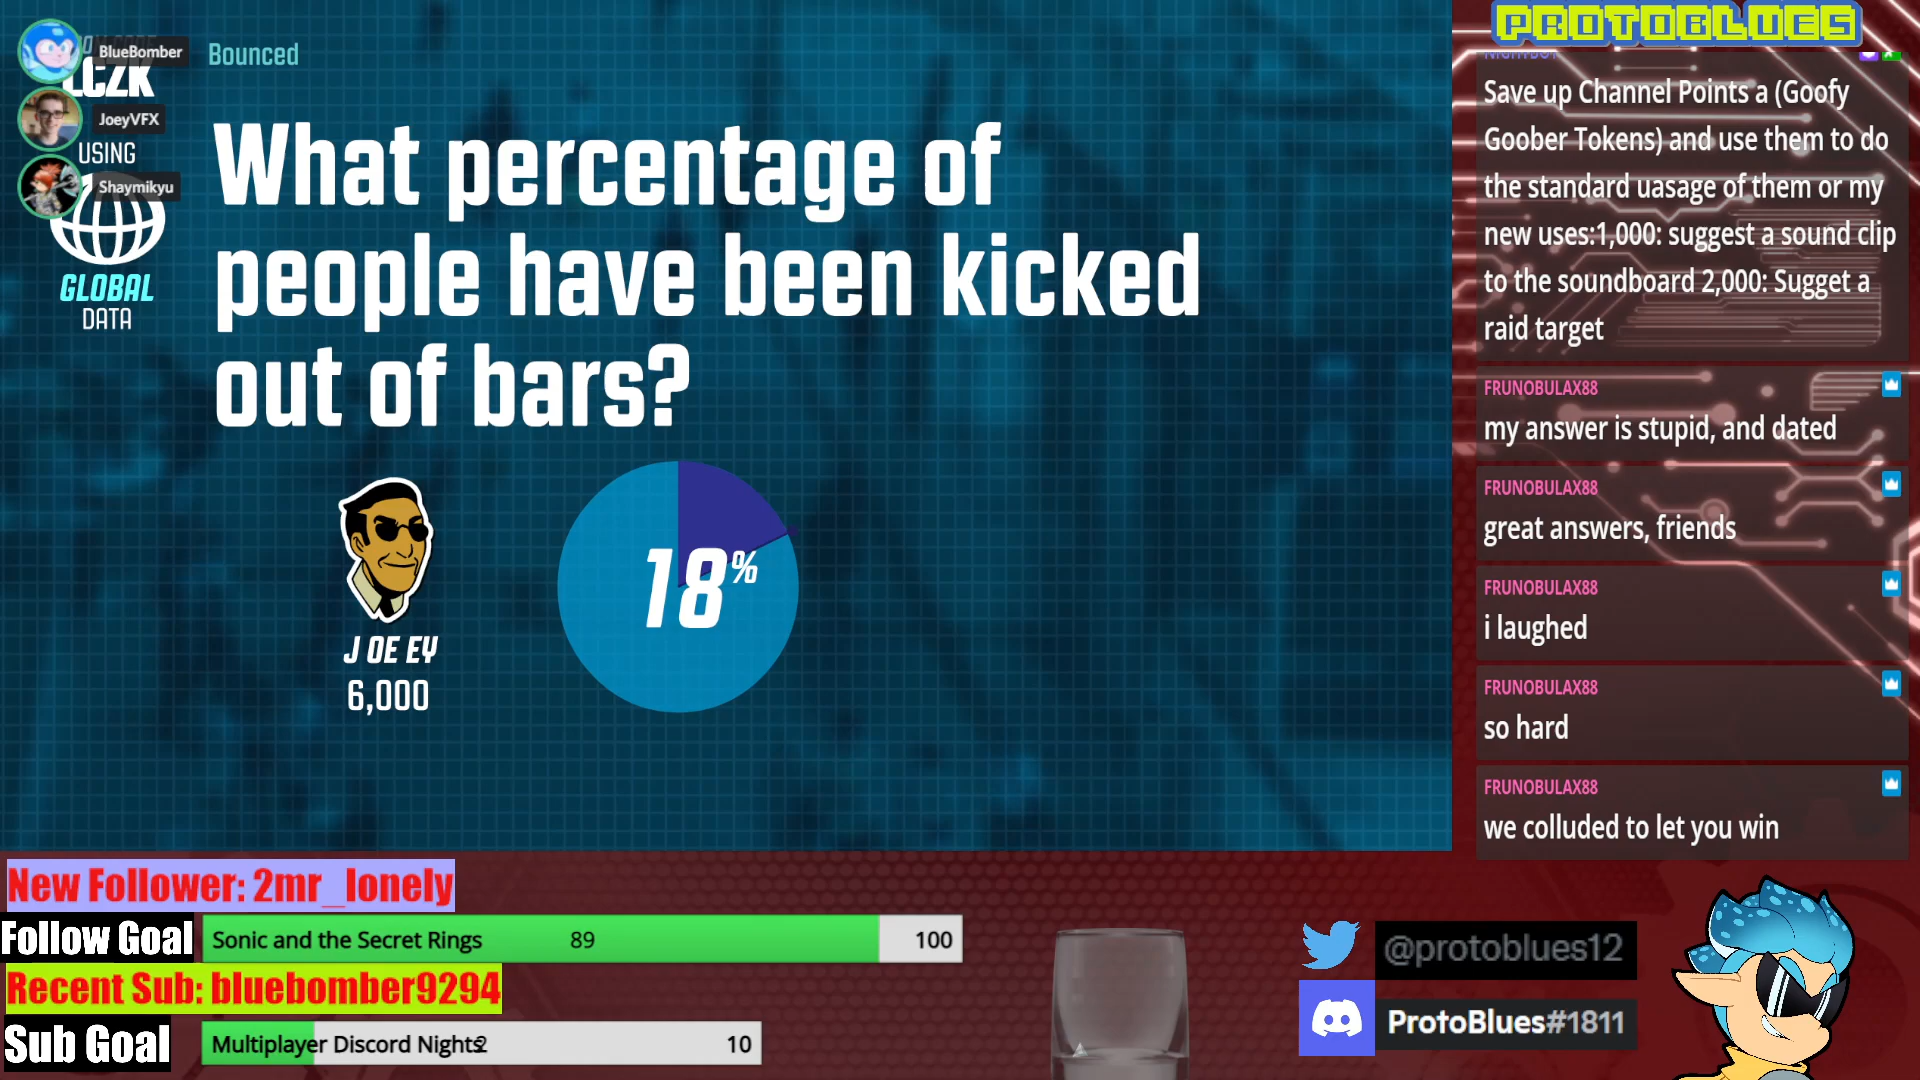 BlueBomber
LCZK
JoeyVFX
USING
Shaymikyu
GLOBAL
DATA
Bounced
What percentage of
people have been kicked
out of bars?
J OE EY
6,000
18%
PROTOBLUES
NIGHTBOT
Save up Channel Points a (Goofy
Goober Tokens) and use them to do
the standard uasage of them or my
new uses:1,000: suggest a sound clip
to the soundboard 2,000: Sugget a
raid target
FRUNOBULAX88
my answer is stupid, and dated
FRUNOBULAX88
great answers, friends
FRUNOBULAX88
i laughed
FRUNOBULAX88
so hard
FRUNOBULAX88
we colluded to let you win
New Follower: 2mr_lonely
Follow Goal
Sonic and the Secret Rings 89 100
Recent Sub: bluebomber9294
Sub Goal
Multiplayer Discord Nights 2 10
@protoblues12
ProtoBlues#1811